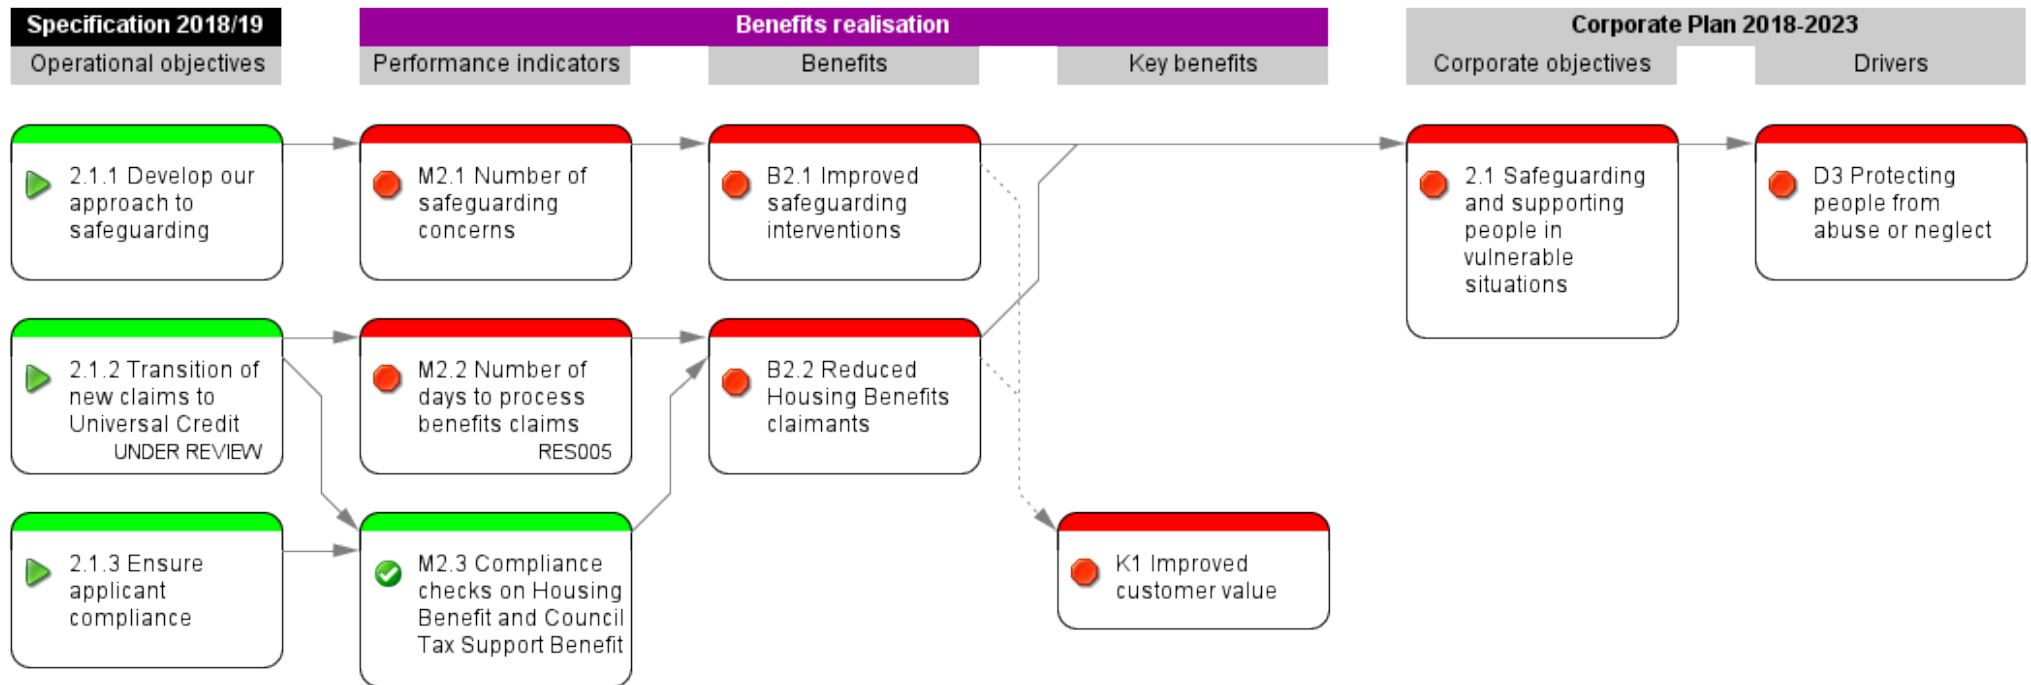 Specification 2018/19
Benefits realisation
Corporate Plan 2018-2023
Operational objectives
Performance indicators
Benefits
Key benefits
Corporate objectives
Drivers
2.1.1 Develop our
approach to
safeguarding
M2.1 Number of
safeguarding
concerns
B2.1 Improved
safeguarding
interventions
2.1 Safeguarding
and supporting
people in
vulnerable
situations
D3 Protecting
people from
abuse or neglect
2.1.2 Transition of
new claims to
Universal Credit
UNDER REVIEW
M2.2 Number of
days to process
benefits claims
RES005
B2.2 Reduced
Housing Benefits
claimants
2.1.3 Ensure
applicant
compliance
M2.3 Compliance
checks on Housing
Benefit and Council
Tax Support Benefit
K1 Improved
customer value